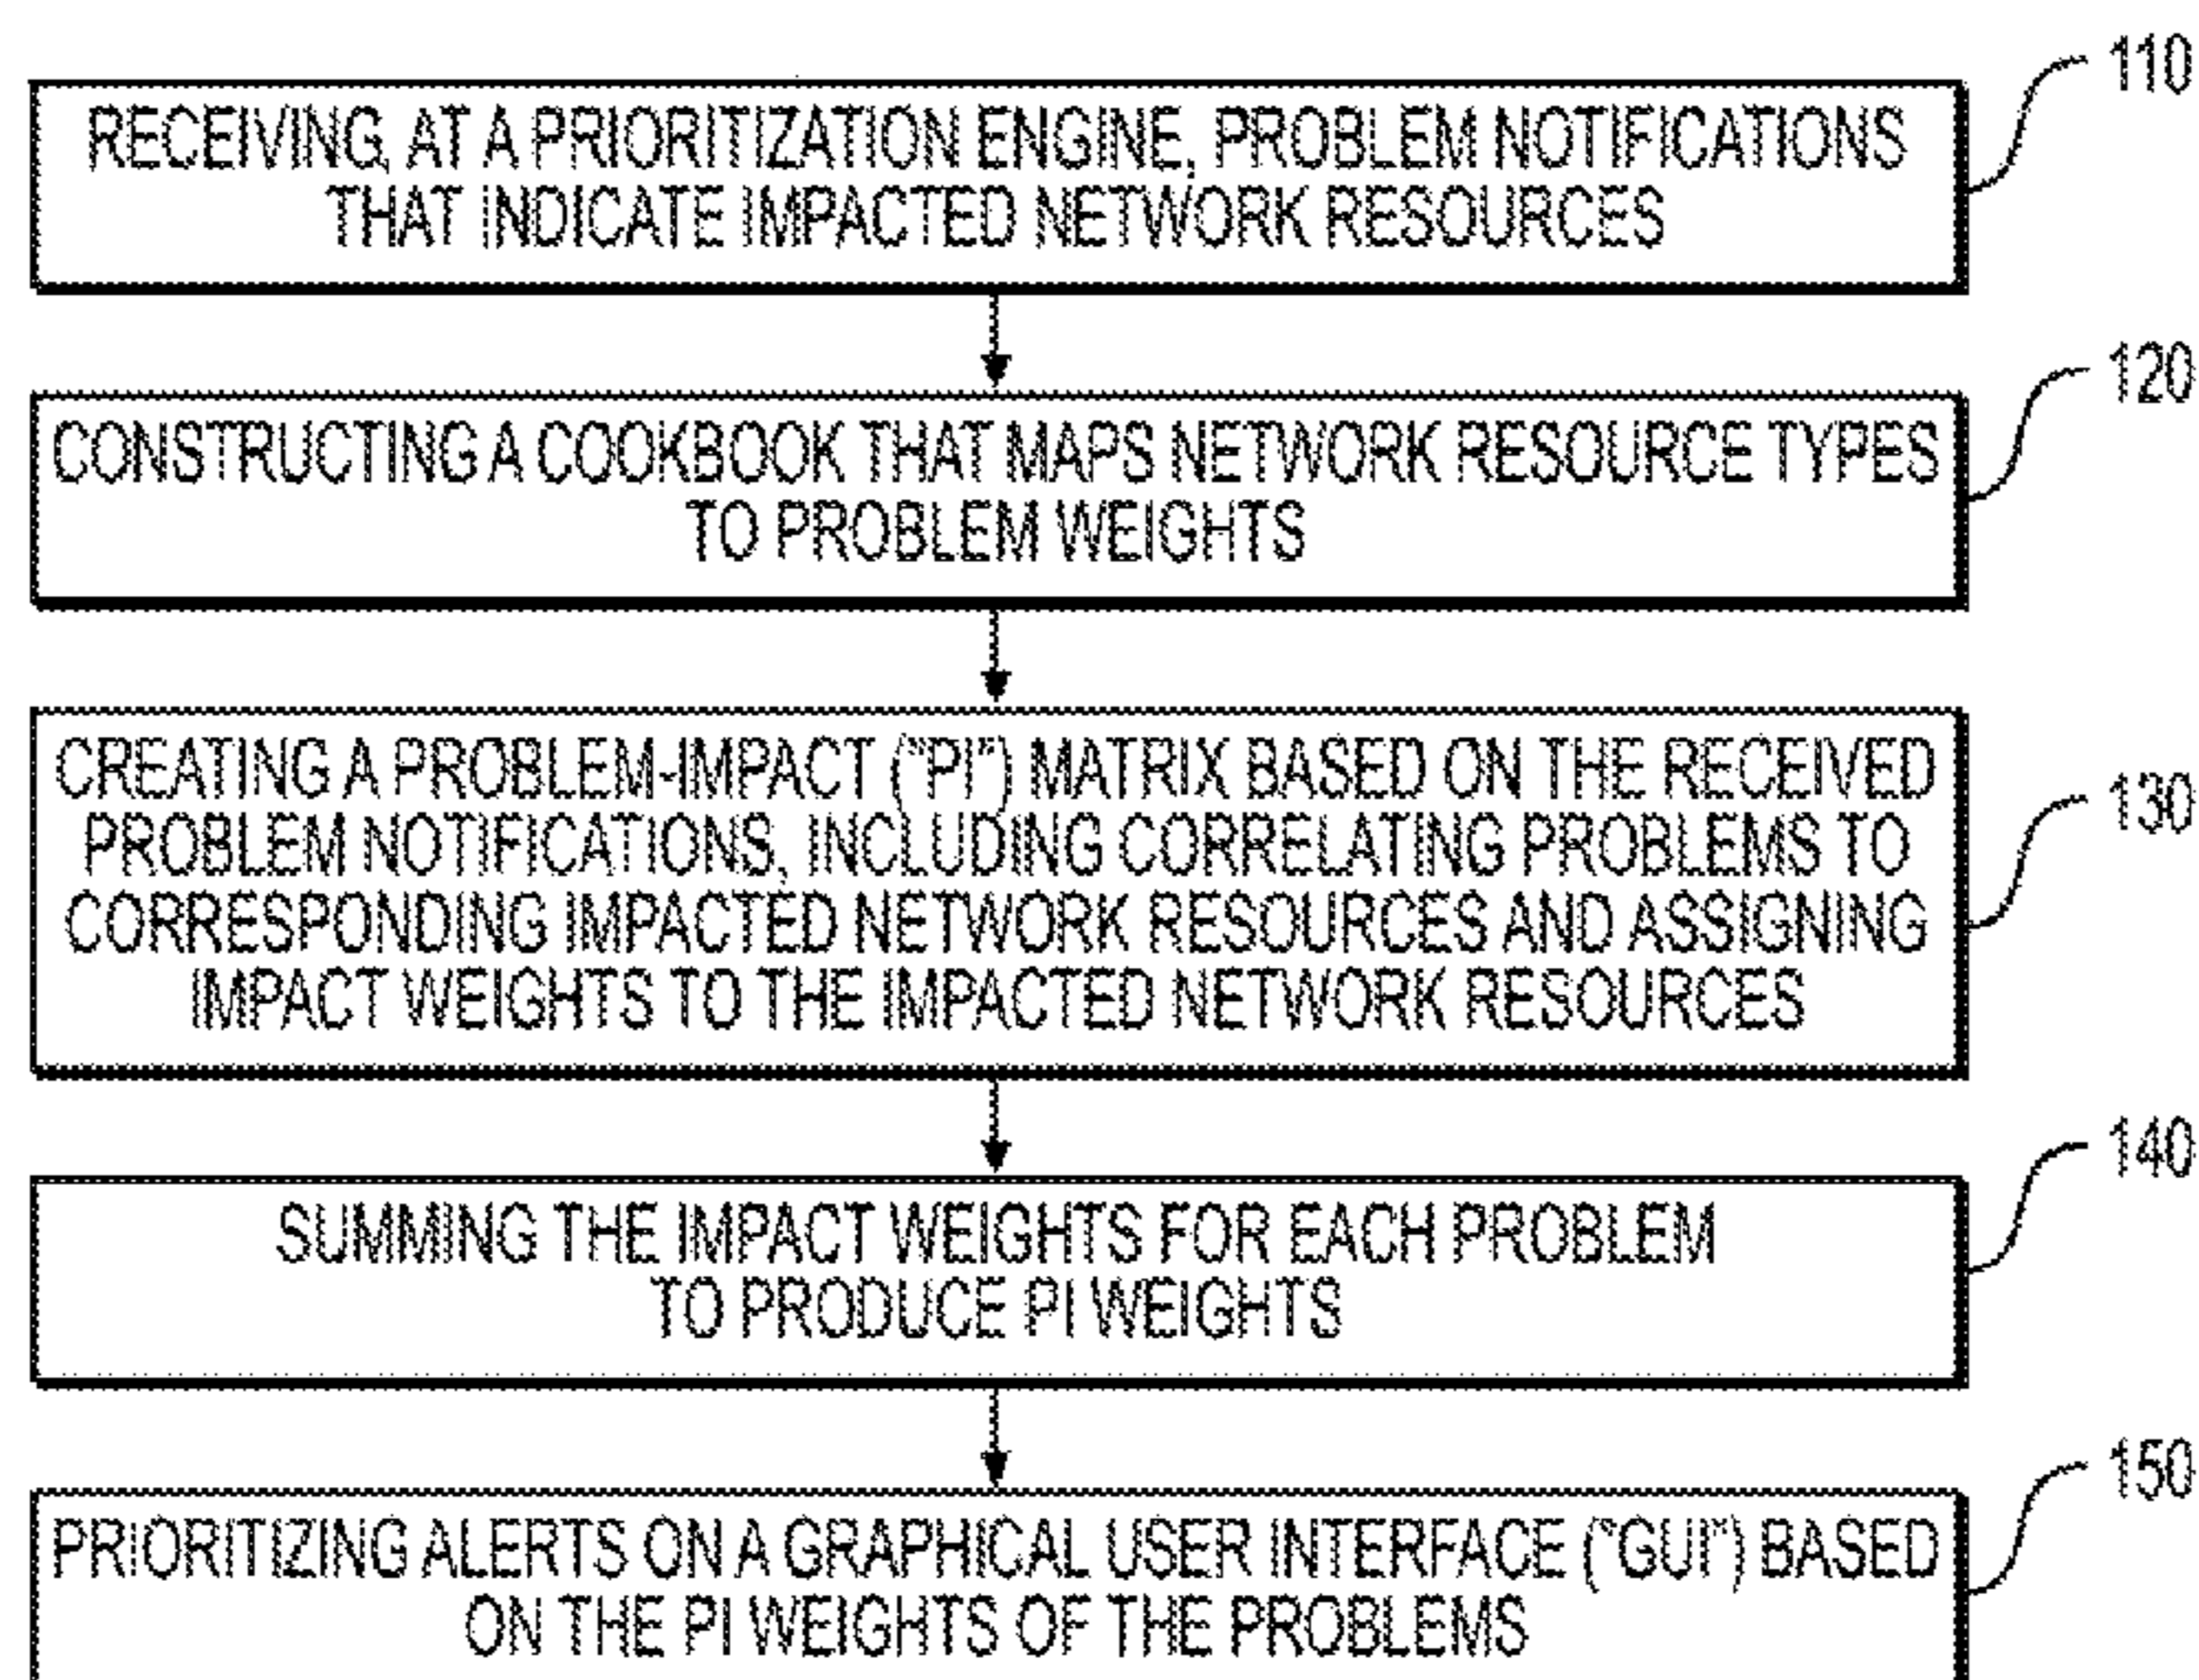 110
RECEIVING, AT A PRIORITIZATION ENGINE, PROBLEM NOTIFICATIONS
THAT INDICATE IMPACTED NETWORK RESOURCES
120
CONSTRUCTING A COOKBOOK THAT MAPS NETWORK RESOURCE TYPES
TO PROBLEM WEIGHTS
130
CREATING A PROBLEM-IMPACT ("PI") MATRIX BASED ON THE RECEIVED
PROBLEM NOTIFICATIONS, INCLUDING CORRELATING PROBLEMS TO
CORRESPONDING IMPACTED NETWORK RESOURCES AND ASSIGNING
IMPACT WEIGHTS TO THE IMPACTED NETWORK RESOURCES
140
SUMMING THE IMPACT WEIGHTS FOR EACH PROBLEM
TO PRODUCE PI WEIGHTS
150
PRIORITIZING ALERTS ON A GRAPHICAL USER INTERFACE ("GUI") BASED
ON THE PI WEIGHTS OF THE PROBLEMS